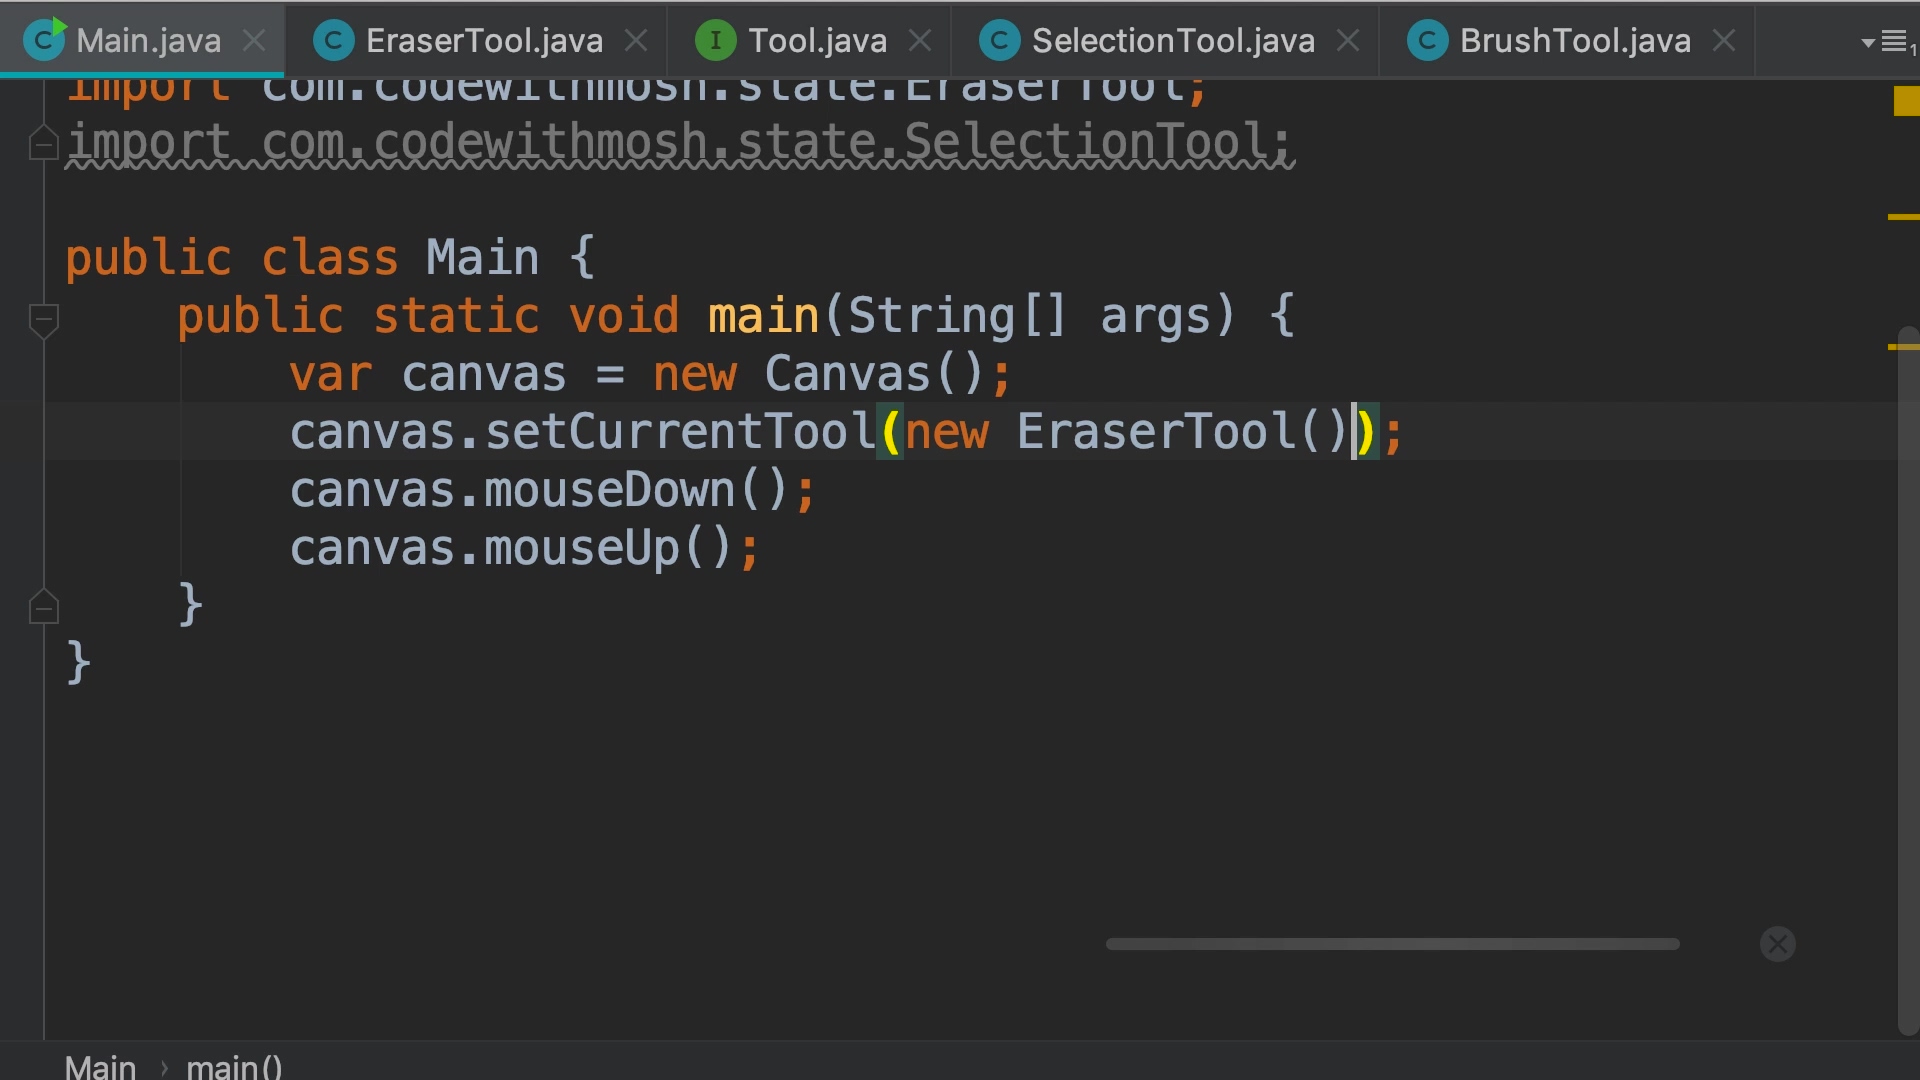 Main.java EraserTool.java Tool.java SelectionTool.java BrushTool.java
import com.codewithmosh.state.EraserTool;
import com.codewithmosh.state.SelectionTool;
public class Main {
public static void main(String[] args) {
var canvas = new Canvas();
canvas.setCurrentTool(new EraserTool());
canvas.mouseDown();
canvas.mouseUp();
}
}
Main › main()